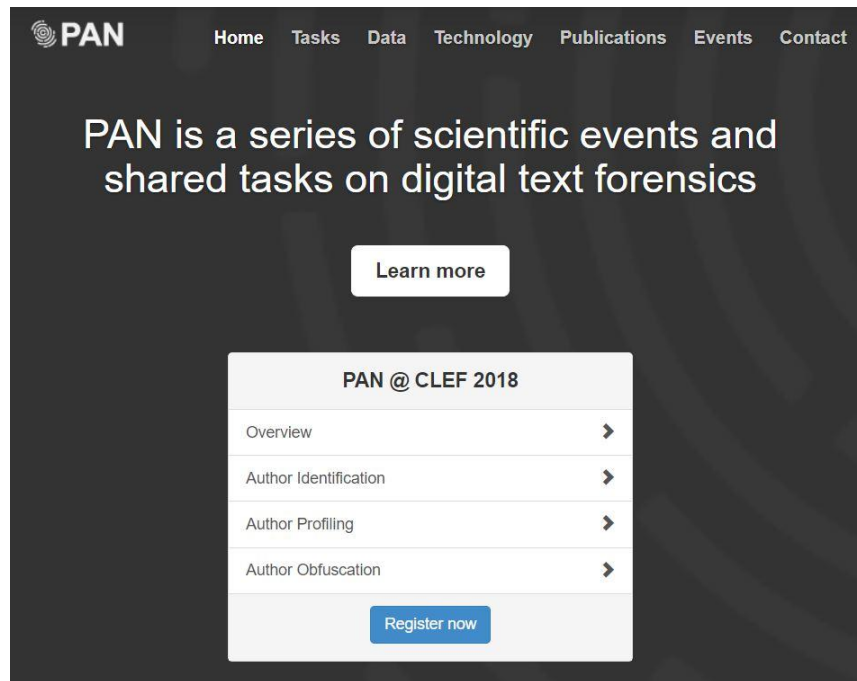 PAN
Home Tasks Data Technology Publications Events Contact
PAN is a series of scientific events and
shared tasks on digital text forensics
Learn more
PAN @ CLEF 2018
Overview
Author Identification
Author Profiling
Author Obfuscation
Register now